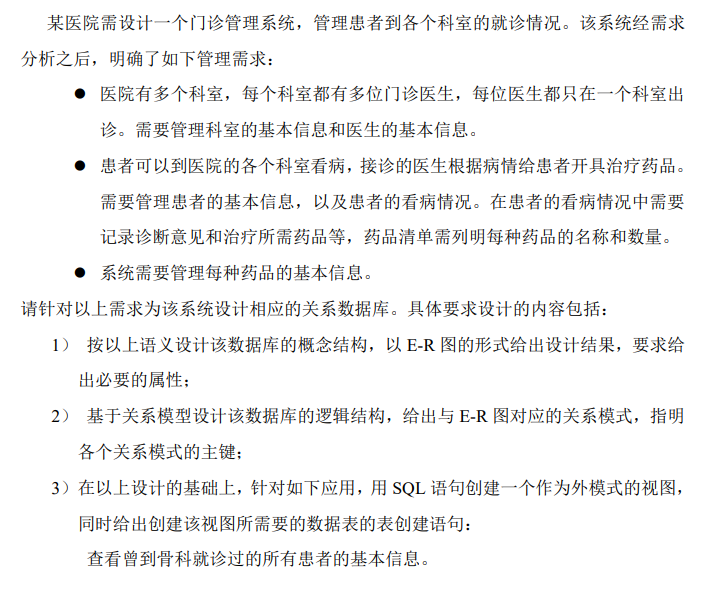 某医院需设计一个门诊管理系统，管理患者到各个科室的就诊情况。该系统经需求
分析之后，明确了如下管理需求：
● 医院有多个科室，每个科室都有多位门诊医生，每位医生都只在一个科室出
诊。需要管理科室的基本信息和医生的基本信息。
● 患者可以到医院的各个科室看病，接诊的医生根据病情给患者开具治疗药品。
需要管理患者的基本信息，以及患者的看病情况。在患者的看病情况中需要
记录诊断意见和治疗所需药品等，药品清单需列明每种药品的名称和数量。
● 系统需要管理每种药品的基本信息。
请针对以上需求为该系统设计相应的关系数据库。具体要求设计的内容包括：
1） 按以上语义设计该数据库的概念结构，以 E-R 图的形式给出设计结果，要求给
出必要的属性；
2） 基于关系模型设计该数据库的逻辑结构，给出与 E-R 图对应的关系模式，指明
各个关系模式的主键；
3）在以上设计的基础上，针对如下应用，用 SQL 语句创建一个作为外模式的视图，
同时给出创建该视图所需要的数据表的表创建语句：
查看曾到骨科就诊过的所有患者的基本信息。